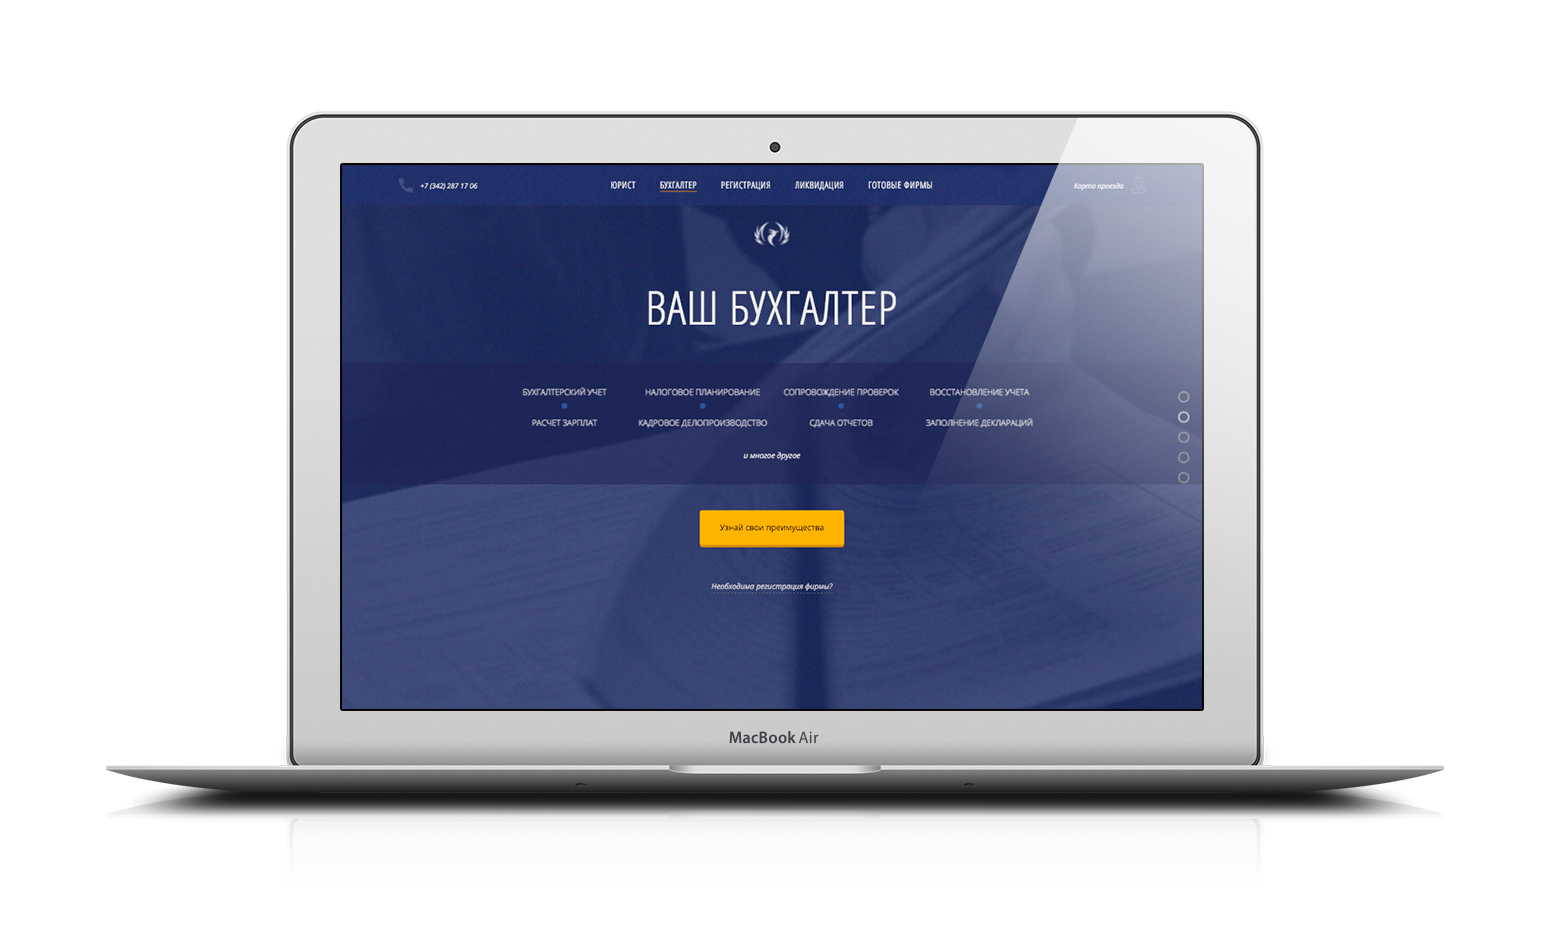 +7 (342) 287 17 06
ЮРИСТ БУХГАЛТЕР РЕГИСТРАЦИЯ ЛИКВИДАЦИЯ ГОТОВЫЕ ФИРМЫ
Карта проезда
ВАШ БУХГАЛТЕР
БУХГАЛТЕРСКИЙ УЧЕТ НАЛОГОВОЕ ПЛАНИРОВАНИЕ СОПРОВОЖДЕНИЕ ПРОВЕРОК ВОССТАНОВЛЕНИЕ УЧЕТА
РАСЧЕТ ЗАРПЛАТ КАДРОВОЕ ДЕЛОПРОИЗВОДСТВО СДАЧА ОТЧЕТОВ ЗАПОЛНЕНИЕ ДЕКЛАРАЦИЙ
и многое другое
Узнай свои преимущества
Необходима регистрация фирмы?
MacBook Air